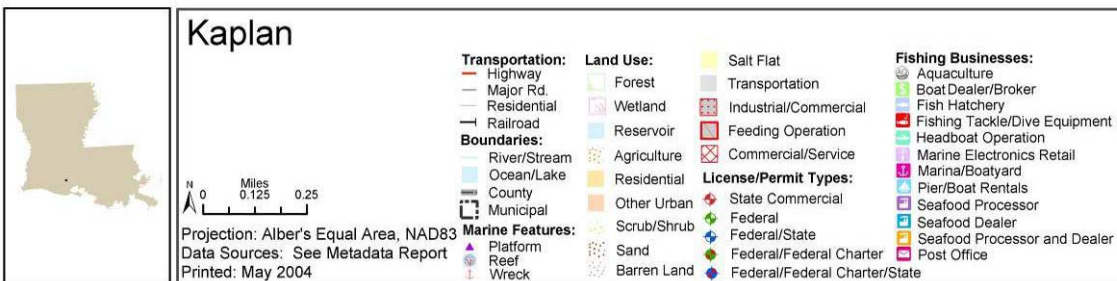 Kaplan
N
Miles
0 0.125 0.25
Projection: Alber's Equal Area, NAD83
Data Sources: See Metadata Report
Printed: May 2004
Transportation:
Highway
Major Rd.
Residential
Railroad
Boundaries:
River/Stream
Ocean/Lake
County
Municipal
Marine Features:
Platform
Reef
Wreck
Land Use:
Forest
Wetland
Reservoir
Agriculture
Residential
Other Urban
Scrub/Shrub
Sand
Barren Land
Salt Flat
Transportation
Industrial/Commercial
Feeding Operation
Commercial/Service
License/Permit Types:
State Commercial
Federal
Federal/State
Federal/Federal Charter
Federal/Federal Charter/State
Fishing Businesses:
Aquaculture
Boat Dealer/Broker
Fish Hatchery
Fishing Tackle/Dive Equipment
Headboat Operation
Marine Electronics Retail
Marina/Boatyard
Pier/Boat Rentals
Seafood Processor
Seafood Dealer
Seafood Processor and Dealer
Post Office